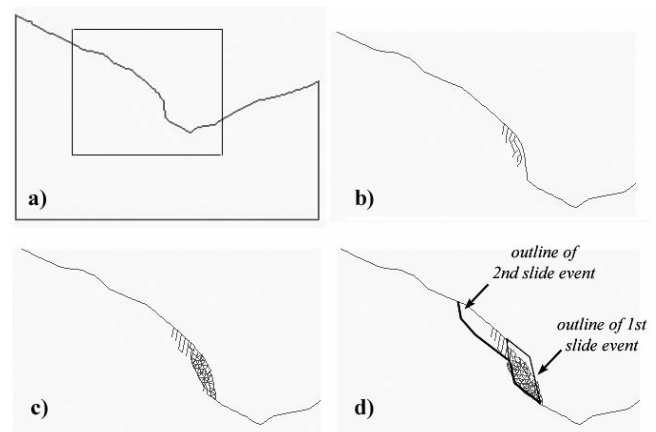 a)
b)
c)
outline of
2nd slide event
outline of 1st
slide event
d)